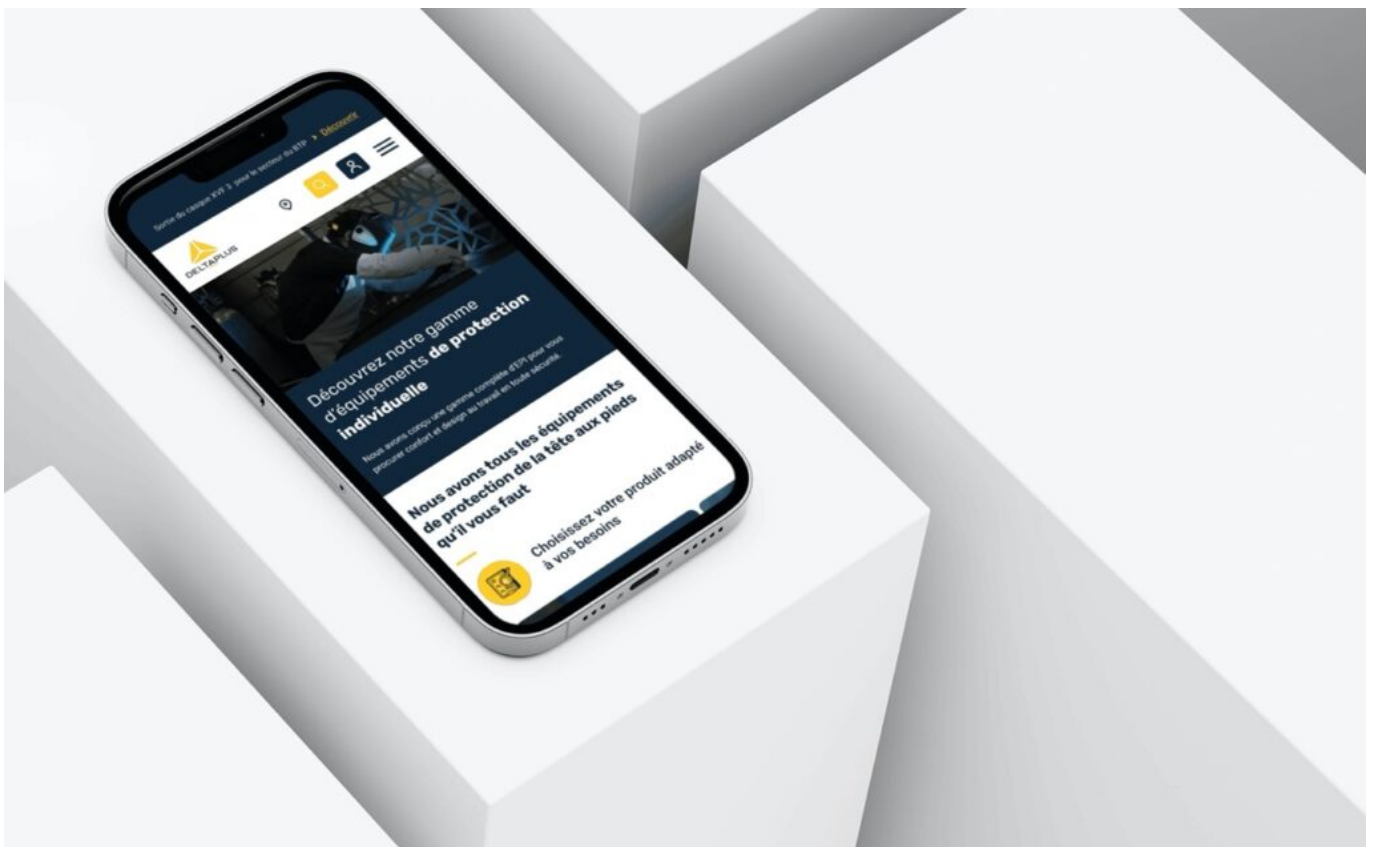 Sortie du casque XVF 3 pour le secteur du BTP > Découvrir
DELTAPLUS
Découvrez notre gamme
d'équipements de protection
individuelle
Nous avons conçu une gamme complète d'EPI pour vous
procurer confort et design au travail en toute sécurité.
Nous avons tous les équipements
de protection de la tête aux pieds
qu'il vous faut
Choisissez votre produit adapté
à vos besoins